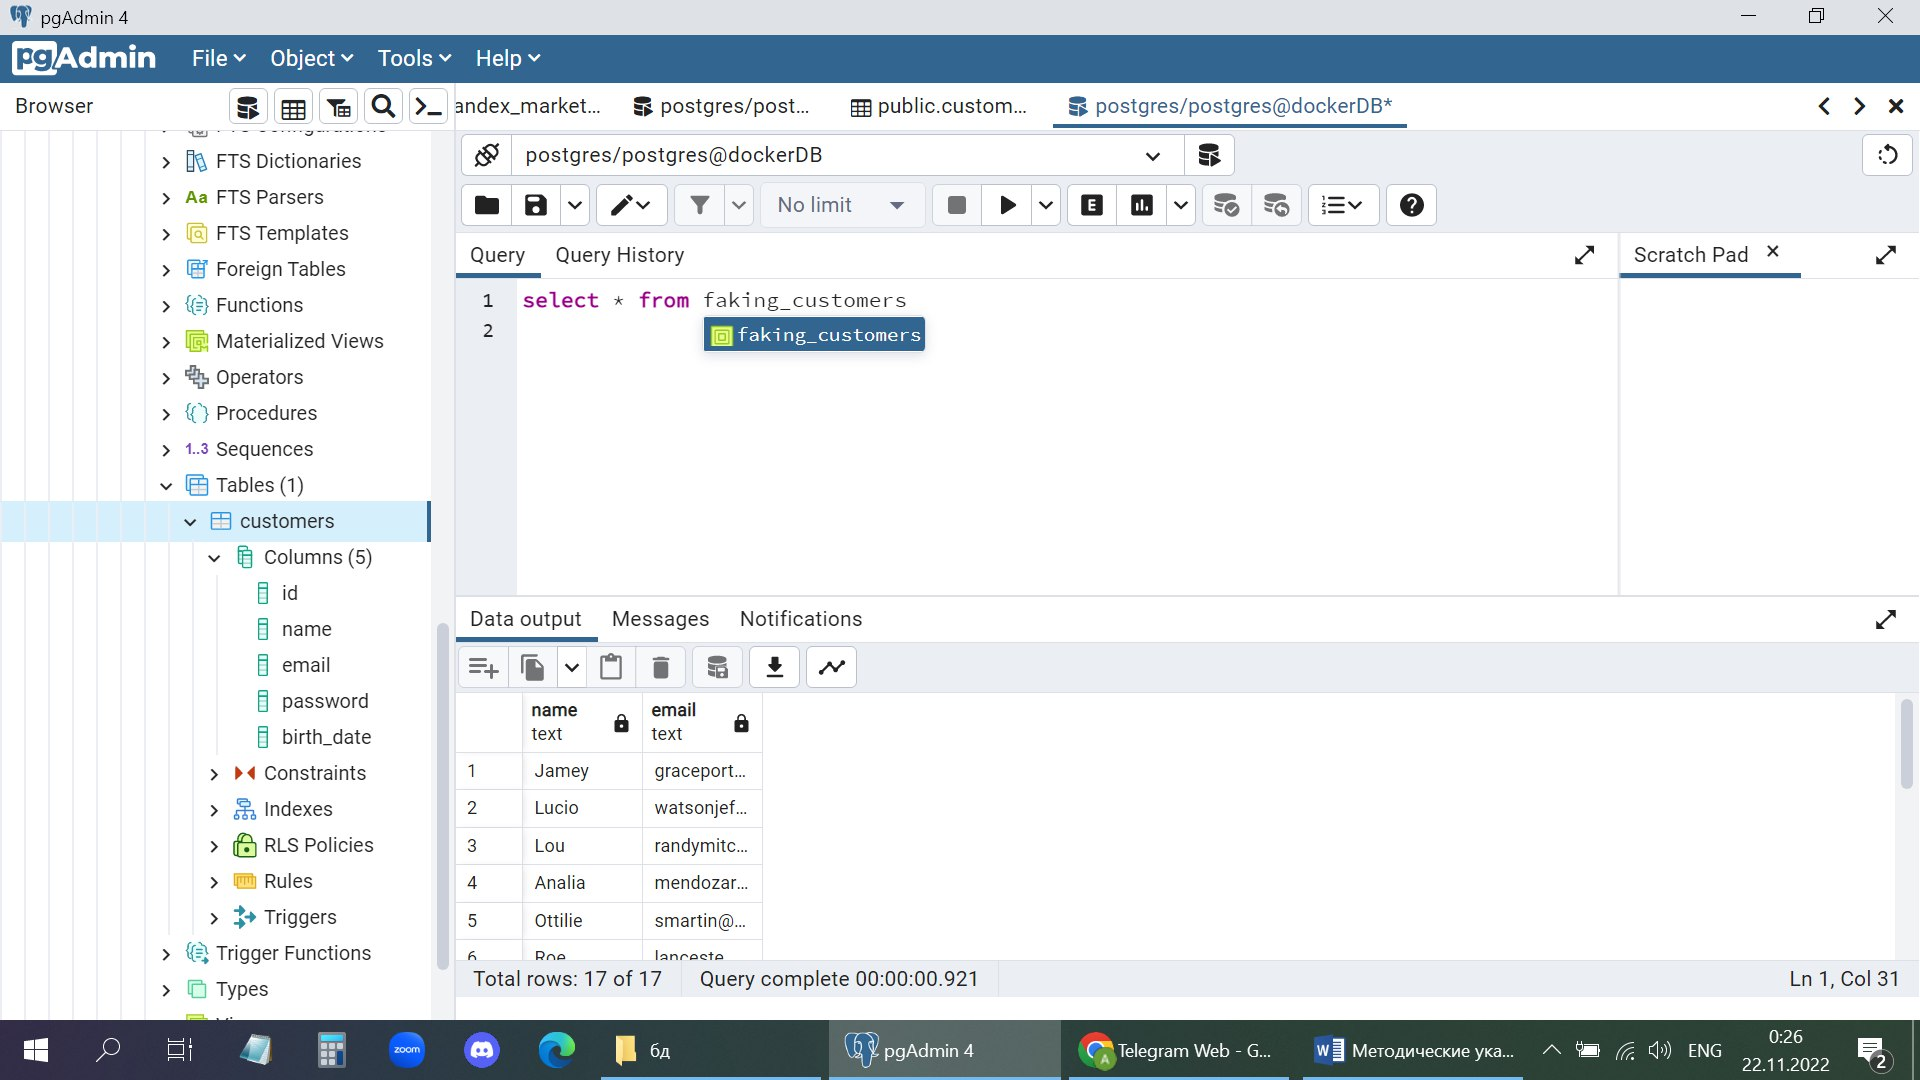 pgAdmin 4
pgAdmin
File
Object
Tools
Help
Browser
andex_market...
postgres/post...
public.custom...
postgres/postgres@dockerDB*
FTS Dictionaries
Aa FTS Parsers
FTS Templates
Foreign Tables
Functions
Materialized Views
Operators
Procedures
1..3 Sequences
Tables (1)
customers
Columns (5)
id
name
email
password
birth_date
Constraints
Indexes
RLS Policies
Rules
Triggers
Trigger Functions
Types
postgres/postgres@dockerDB
No limit
E
Query
Query History
Scratch Pad
1 select * from faking_customers
2
faking_customers
Data output
Messages
Notifications
name
text
email
text
1 Jamey graceport...
2 Lucio watsonjef...
3 Lou randymitc...
4 Analia mendozar...
5 Ottilie smartin@...
6 Roe lanceste
Total rows: 17 of 17
Query complete 00:00:00.921
Ln 1, Col 31
zoom
бд
pgAdmin 4
A
Telegram Web - G...
W
Методические ука...
ENG
0:26
22.11.2022
2